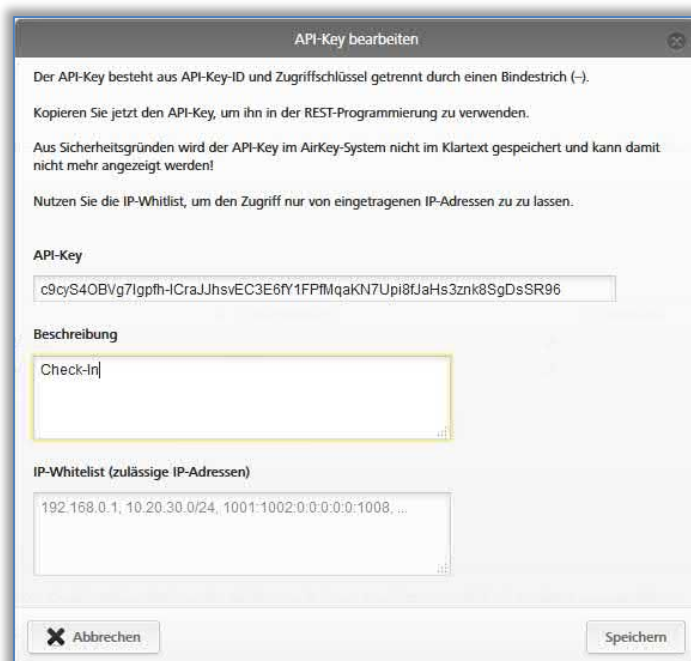 API-Key bearbeiten
Der API-Key besteht aus API-Key-ID und Zugriffschlüssel getrennt durch einen Bindestrich (–).
Kopieren Sie jetzt den API-Key, um ihn in der REST-Programmierung zu verwenden.
Aus Sicherheitsgründen wird der API-Key im AirKey-System nicht im Klartext gespeichert und kann damit
nicht mehr angezeigt werden!
Nutzen Sie die IP-Whitlist, um den Zugriff nur von eingetragenen IP-Adressen zu zu lassen.
API-Key
c9cyS4OBVg7Igpfh-ICraJJhsvEC3E6fY1FPfMqaKN7Upi8fJaHs3znk8SgDsSR96
Beschreibung
Check-In
IP-Whitelist (zulässige IP-Adressen)
192.168.0.1, 10.20.30.0/24, 1001:1002:0:0:0:0:0:1008, ...
Abbrechen
Speichern